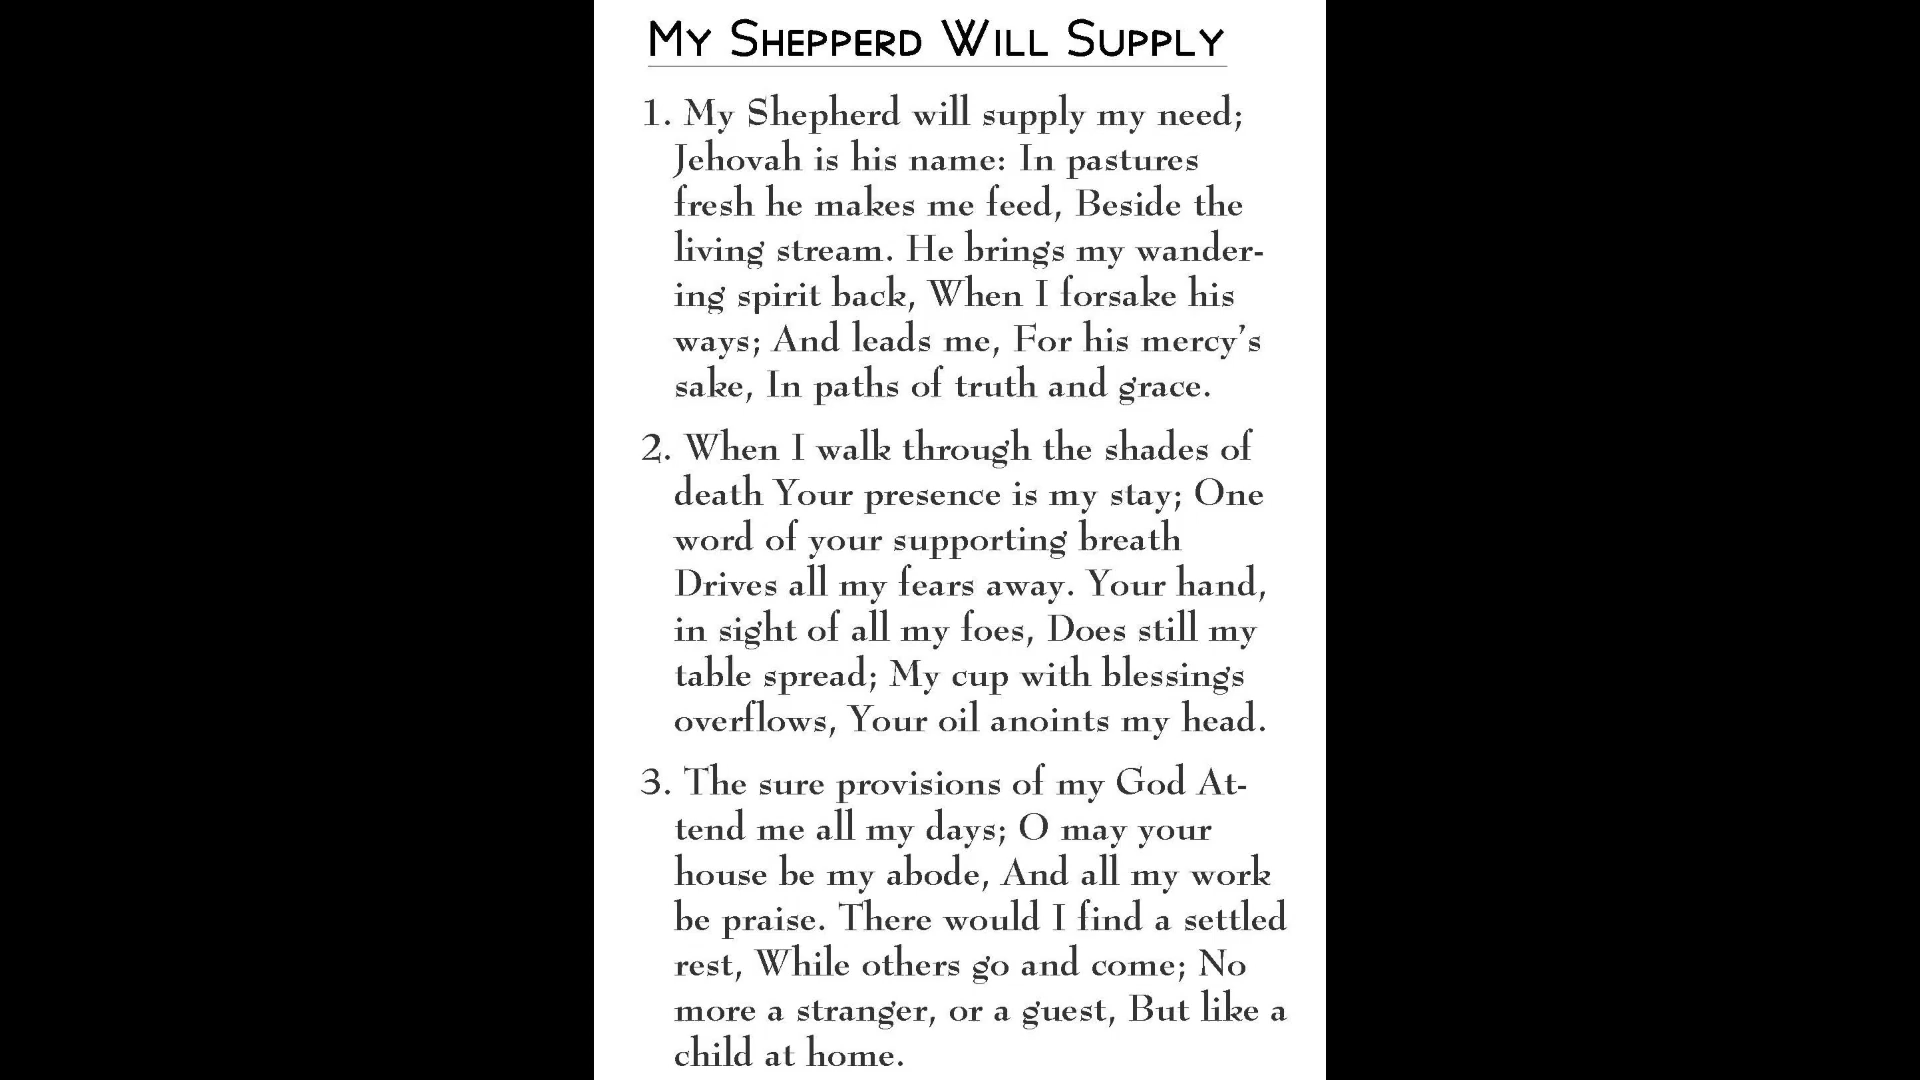 My Shepperd Will Supply
1. My Shepherd will supply my need;
Jehovah is his name: In pastures
fresh he makes me feed, Beside the
living stream. He brings my wander-
ing spirit back, When I forsake his
ways; And leads me, For his mercy’s
sake, In paths of truth and grace.
2. When I walk through the shades of
death Your presence is my stay; One
word of your supporting breath
Drives all my fears away. Your hand,
in sight of all my foes, Does still my
table spread; My cup with blessings
overflows, Your oil anoints my head.
3. The sure provisions of my God At-
tend me all my days; O may your
house be my abode, And all my work
be praise. There would I find a settled
rest, While others go and come; No
more a stranger, or a guest, But like a
child at home.